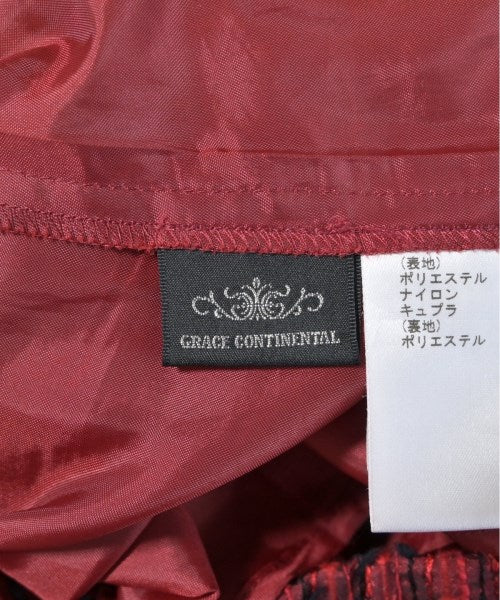 GRACE CONTINENTAL
(表地)
ポリエステル
ナイロン
キュプラ
(裏地)
ポリエステル